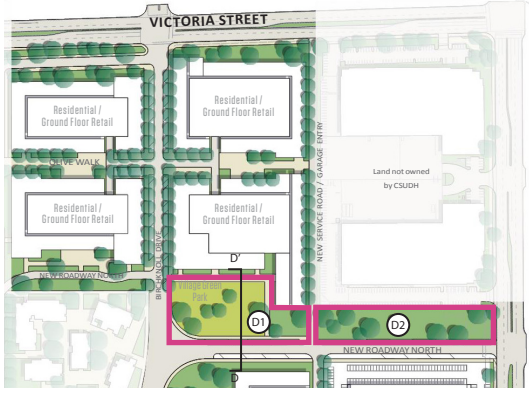 VICTORIA STREET
Residential /
Ground Floor Retail
Residential /
Ground Floor Retail
NEW SERVICE ROAD / GARAGE ENTRY
Land not owned
by CSUDH
OLIVE WALK
Residential /
Ground Floor Retail
Residential /
Ground Floor Retail
BIRCHKNOLL DRIVE
D'
NEW ROADWAY NORTH
Village Green
Park
D1
D2
NEW ROADWAY NORTH
D